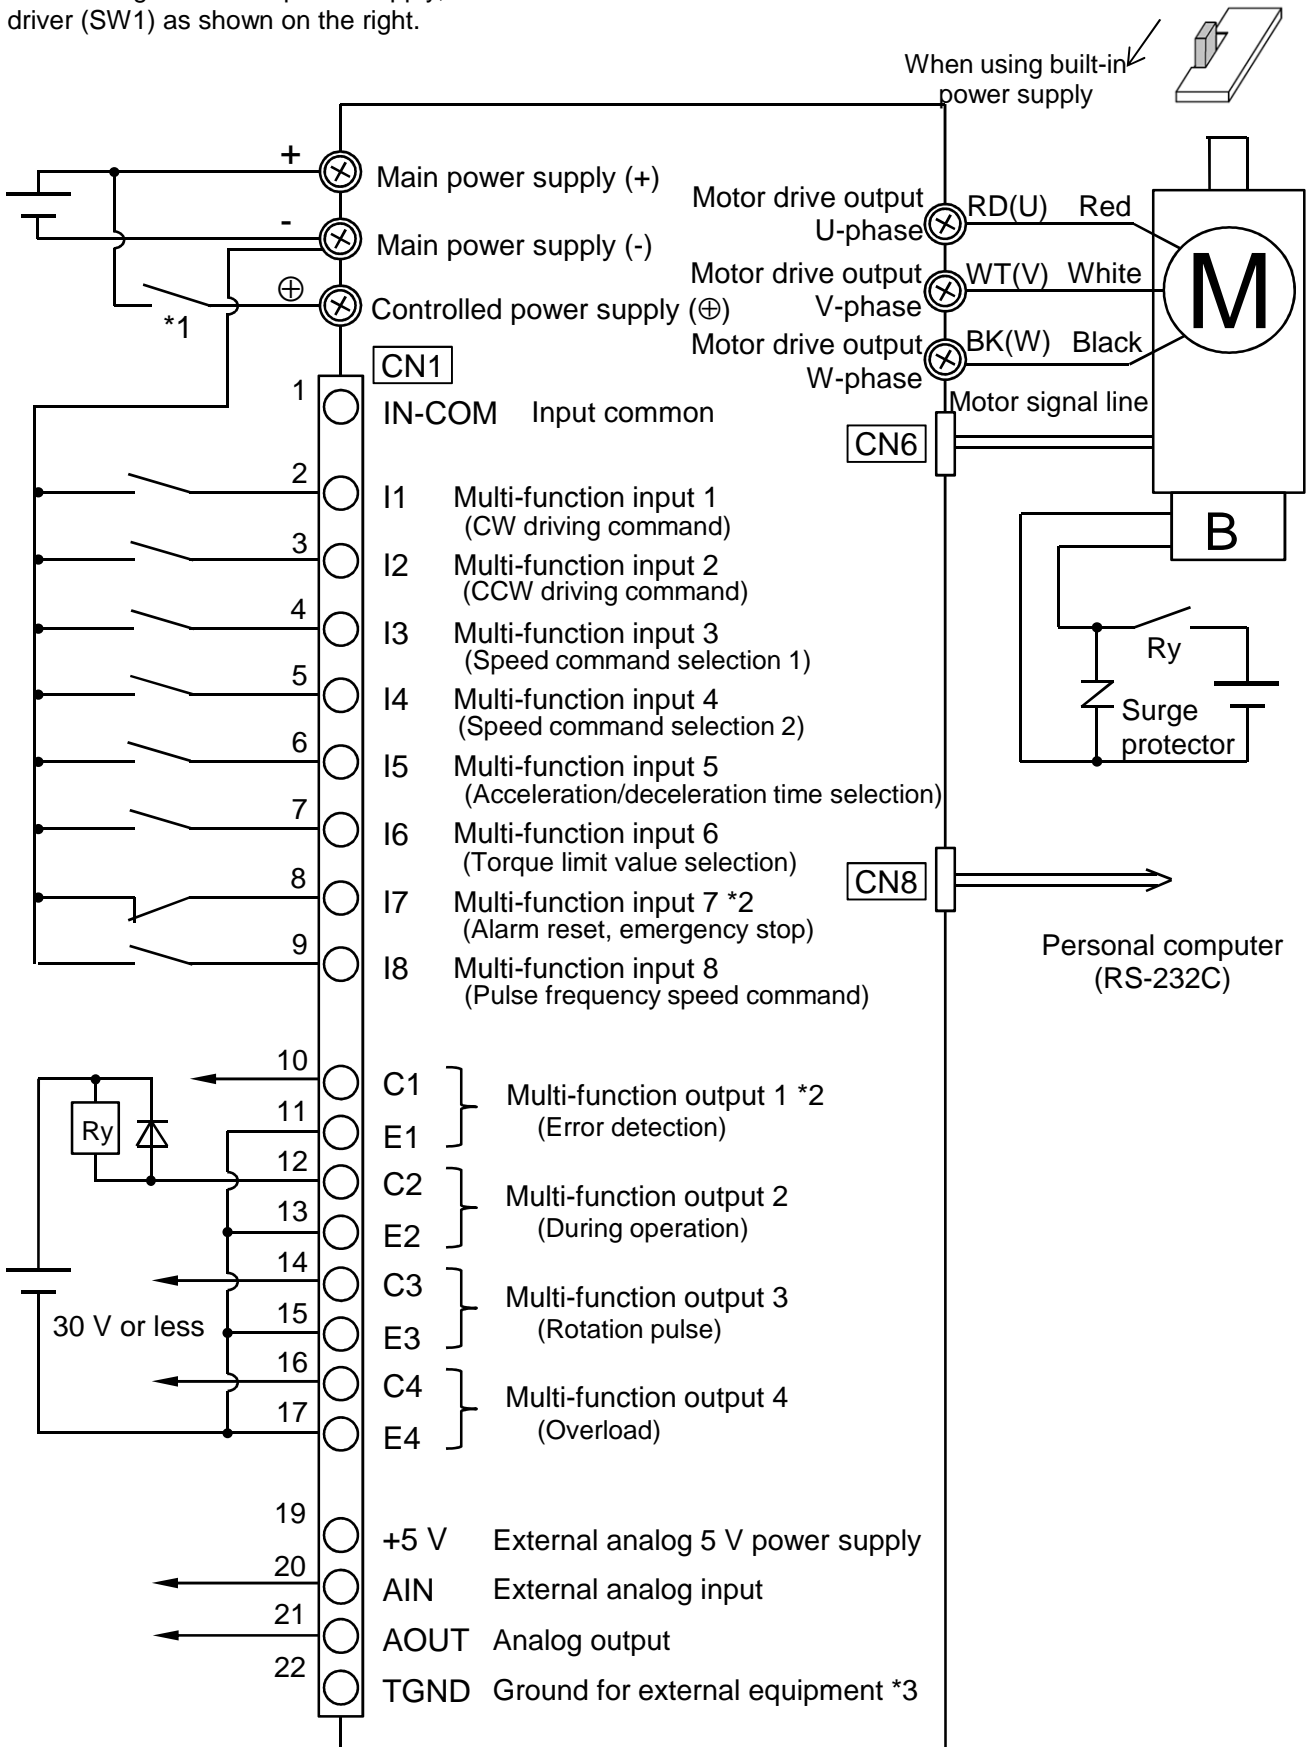 driver (SW1) as shown on the right.
When using built-in
power supply
+
Main power supply (+)
-
Main power supply (-)
⊕
*1
Controlled power supply (⊕)
Motor drive output
U-phase
RD(U) Red
Motor drive output
V-phase
WT(V) White
Motor drive output
W-phase
BK(W) Black
M
Motor signal line
CN6
B
Ry
Surge
protector
CN1
1 IN-COM Input common
2 I1 Multi-function input 1
(CW driving command)
3 I2 Multi-function input 2
(CCW driving command)
4 I3 Multi-function input 3
(Speed command selection 1)
5 I4 Multi-function input 4
(Speed command selection 2)
6 I5 Multi-function input 5
(Acceleration/deceleration time selection)
7 I6 Multi-function input 6
(Torque limit value selection)
8 I7 Multi-function input 7 *2
(Alarm reset, emergency stop)
9 I8 Multi-function input 8
(Pulse frequency speed command)
CN8
Personal computer
(RS-232C)
10 C1
Multi-function output 1 *2
(Error detection)
11 E1
Ry
12 C2
Multi-function output 2
(During operation)
13 E2
14 C3
Multi-function output 3
(Rotation pulse)
30 V or less
15 E3
16 C4
Multi-function output 4
(Overload)
17 E4
19 +5 V External analog 5 V power supply
20 AIN External analog input
21 AOUT Analog output
22 TGND Ground for external equipment *3